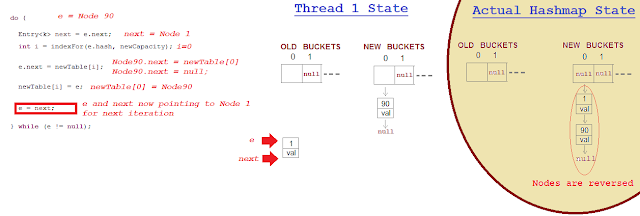 do {
e = Node 90
Entry<k> next = e.next;
next = Node 1
int i = indexFor(e.hash, newCapacity);
i=0
e.next = newTable[i];
Node90.next = newTable[0]
Node90.next = null;
newTable[i] = e;
newTable[0] = Node90
e = next;
e and next now pointing to Node 1
for next iteration
} while (e != null);
Thread 1 State
OLD BUCKETS
0 1
null
NEW BUCKETS
0 1
null
90
val
null
e
next
1
val
Actual Hashmap State
OLD BUCKETS
0 1
null
NEW BUCKETS
0 1
null null
1
val
90
val
null
Nodes are reversed